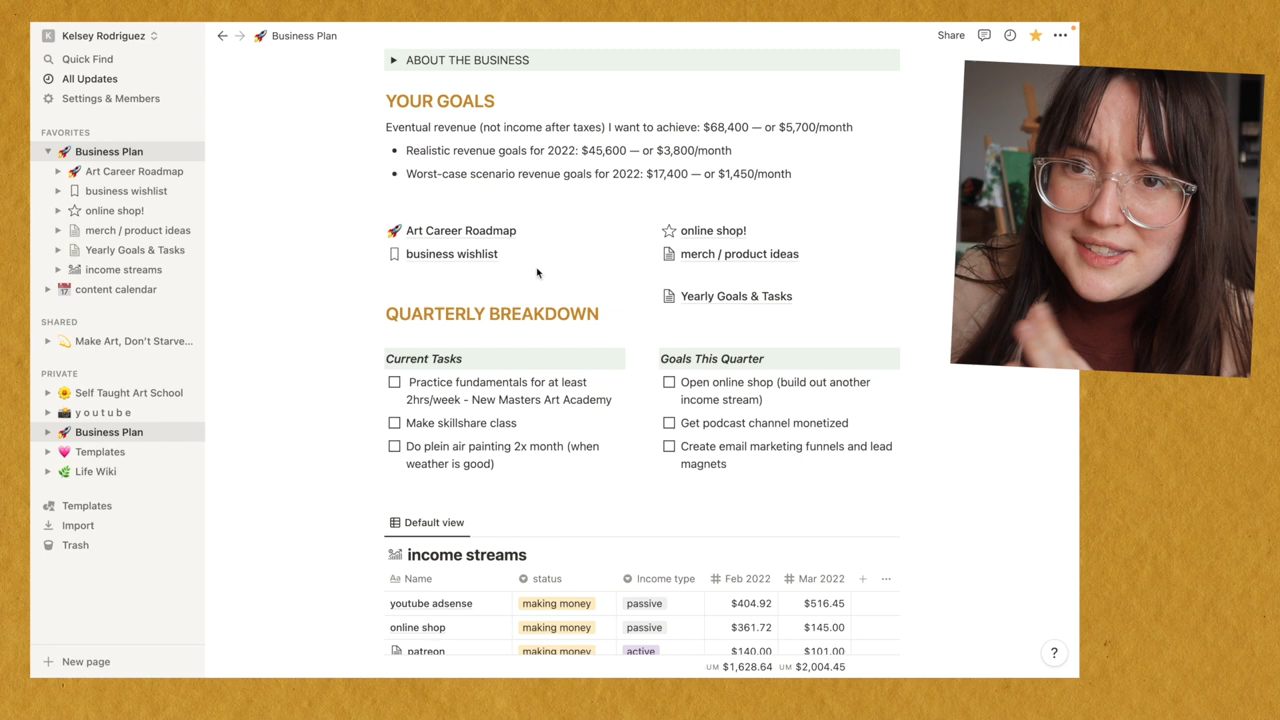 K Kelsey Rodriguez
Quick Find
All Updates
Settings & Members
FAVORITES
Business Plan
Art Career Roadmap
business wishlist
online shop!
merch / product ideas
Yearly Goals & Tasks
income streams
content calendar
SHARED
Make Art, Don't Starve...
PRIVATE
Self Taught Art School
y o u t u b e
Business Plan
Templates
Life Wiki
Templates
Import
Trash
+ New page
Business Plan
Share
ABOUT THE BUSINESS
YOUR GOALS
Eventual revenue (not income after taxes) I want to achieve: $68,400 — or $5,700/month
• Realistic revenue goals for 2022: $45,600 — or $3,800/month
• Worst-case scenario revenue goals for 2022: $17,400 — or $1,450/month
Art Career Roadmap
business wishlist
online shop!
merch / product ideas
Yearly Goals & Tasks
QUARTERLY BREAKDOWN
Current Tasks
Practice fundamentals for at least
2hrs/week - New Masters Art Academy
Make skillshare class
Do plein air painting 2x month (when
weather is good)
Goals This Quarter
Open online shop (build out another
income stream)
Get podcast channel monetized
Create email marketing funnels and lead
magnets
Default view
income streams
Aa Name status Income type # Feb 2022 # Mar 2022 + •••
youtube adsense making money passive $404.92 $516.45
online shop making money passive $361.72 $145.00
patreon making money active $140.00 $101.00
UM $1,628.64 UM $2,004.45
?